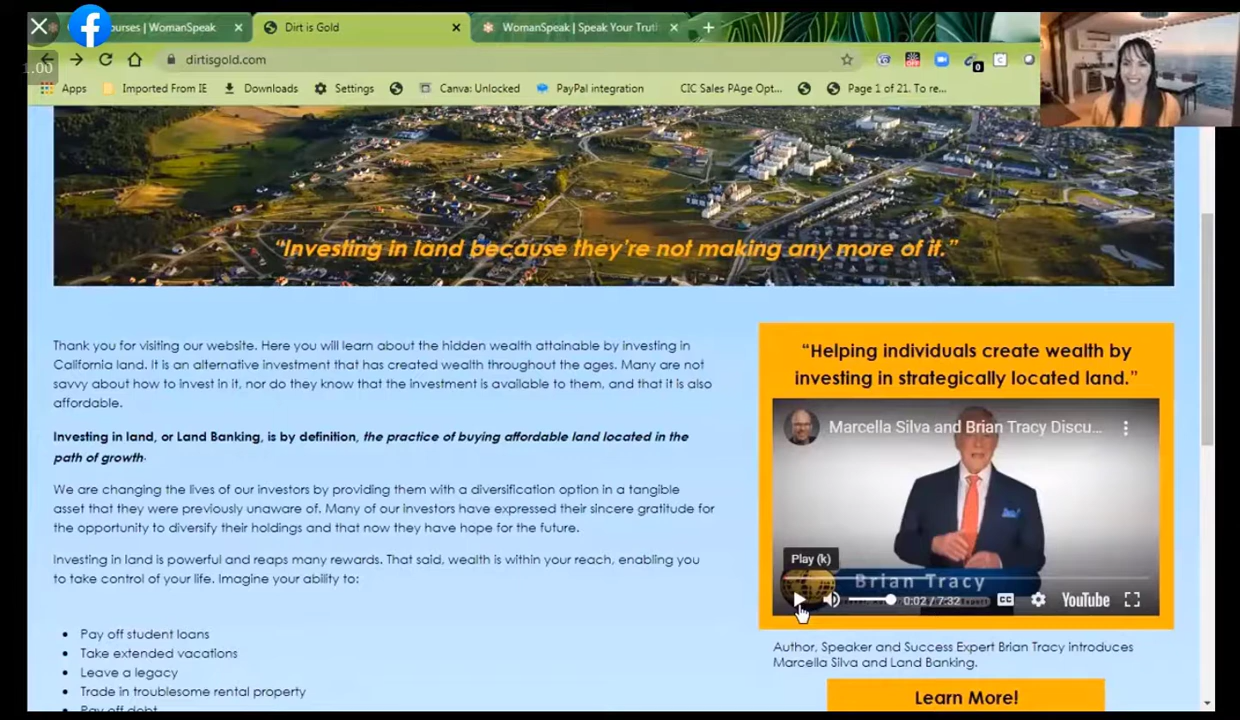 ourses | WomanSpeak
Dirt is Gold
WomanSpeak | Speak Your Trut
1.00
dirtisgold.com
OFF
0
Apps
Imported From IE
Downloads
Settings
Canva: Unlocked
PayPal integration
CIC Sales PAge Opt...
Page 1 of 21. To re...
“Investing in land because they're not making any more of it.”
Thank you for visiting our website. Here you will learn about the hidden wealth attainable by investing in
California land. It is an alternative investment that has created wealth throughout the ages. Many are not
savvy about how to invest in it, nor do they know that the investment is available to them, and that it is also
affordable.
Investing in land, or Land Banking, is by definition, the practice of buying affordable land located in the
path of growth.
We are changing the lives of our investors by providing them with a diversification option in a tangible
asset that they were previously unaware of. Many of our investors have expressed their sincere gratitude for
the opportunity to diversify their holdings and that now they have hope for the future.
Investing in land is powerful and reaps many rewards. That said, wealth is within your reach, enabling you
to take control of your life. Imagine your ability to:
Pay off student loans
Take extended vacations
Leave a legacy
Trade in troublesome rental property
Pay off debt
“Helping individuals create wealth by
investing in strategically located land.”
Marcella Silva and Brian Tracy Discu...
Play (k)
Brian Tracy
0:02 / 7:32
CC
YouTube
Author, Speaker and Success Expert Brian Tracy introduces
Marcella Silva and Land Banking.
Learn More!